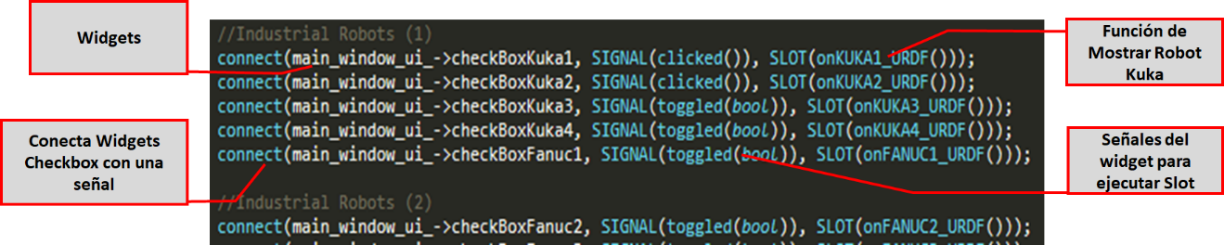 Widgets
Conecta Widgets
Checkbox con una
señal
//Industrial Robots (1)
connect(main_window_ui_->checkBoxKuka1, SIGNAL(clicked()), SLOT(onKUKA1_URDF()));
connect(main_window_ui_->checkBoxKuka2, SIGNAL(clicked()), SLOT(onKUKA2_URDF()));
connect(main_window_ui_->checkBoxKuka3, SIGNAL(toggled(bool)), SLOT(onKUKA3_URDF()));
connect(main_window_ui_->checkBoxKuka4, SIGNAL(toggled(bool)), SLOT(onKUKA4_URDF()));
connect(main_window_ui_->checkBoxFanuc1, SIGNAL(toggled(bool)), SLOT(onFANUC1_URDF()));
//Industrial Robots (2)
connect(main_window_ui_->checkBoxFanuc2, SIGNAL(toggled(bool)), SLOT(onFANUC2_URDF()));
Función de
Mostrar Robot
Kuka
Señales del
widget para
ejecutar Slot